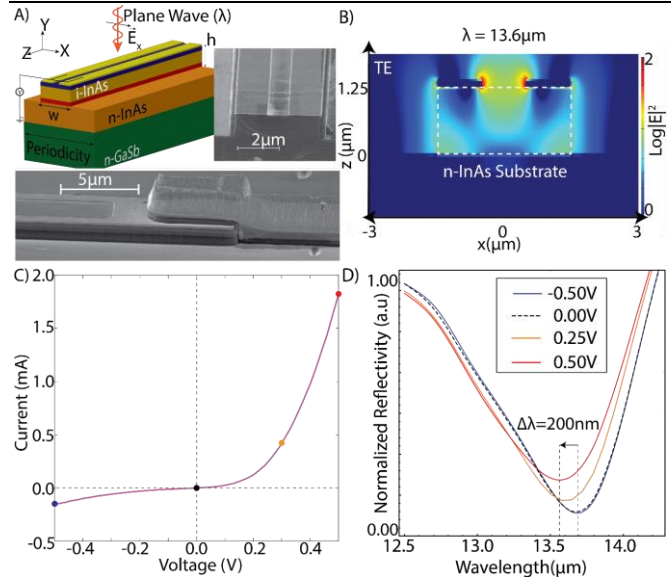 A)
Plane Wave (λ)
Y
Z
X
E⃗x
h
i-InAs
w
n-InAs
Periodicity
n-GaSb
2μm
5μm
B)
λ = 13.6μm
TE
1.25
0
z (μm)
n-InAs Substrate
-3
0
3
x(μm)
2
0
Log|E|²
C)
2.0
1.5
1.0
0.5
0.0
-0.5
Current (mA)
-0.4
-0.2
0.0
0.2
0.4
Voltage (V)
D)
1.00
0.00
Normalized Reflectivity (a.u)
-0.50V
0.00V
0.25V
0.50V
Δλ=200nm
12.5
13.0
13.5
14.0
Wavelength(μm)